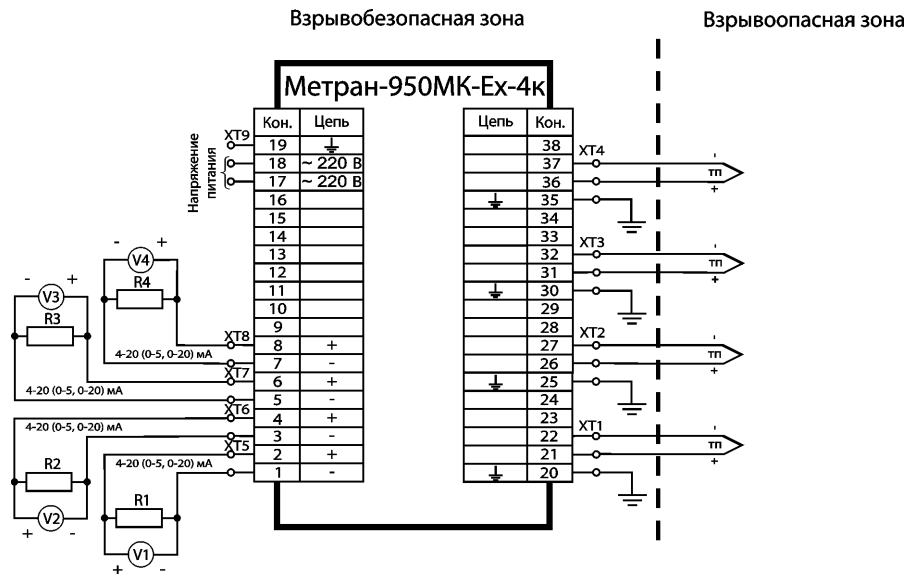 Взрывобезопасная зона
Взрывоопасная зона
Метран-950МК-Ех-4к
Кон. Цепь
Цепь Кон.
XT9
19
38
Напряжение питания
18 ~ 220 В
37 XT4 - ТП +
17 ~ 220 В
36
16
35
15
34
14
33
13
32 XT3 - ТП +
12
31
11
30
10
29
9
28
8 + XT8
27 XT2 - ТП +
7 -
26
6 + XT7
25
5 -
24
4 + XT6
23
3 -
22 XT1 - ТП +
2 + XT5
21
1 -
20
- V4 +
R4
- V3 +
R3
4-20 (0-5, 0-20) мА
4-20 (0-5, 0-20) мА
4-20 (0-5, 0-20) мА
4-20 (0-5, 0-20) мА
R2
+ V2 -
R1
+ V1 -